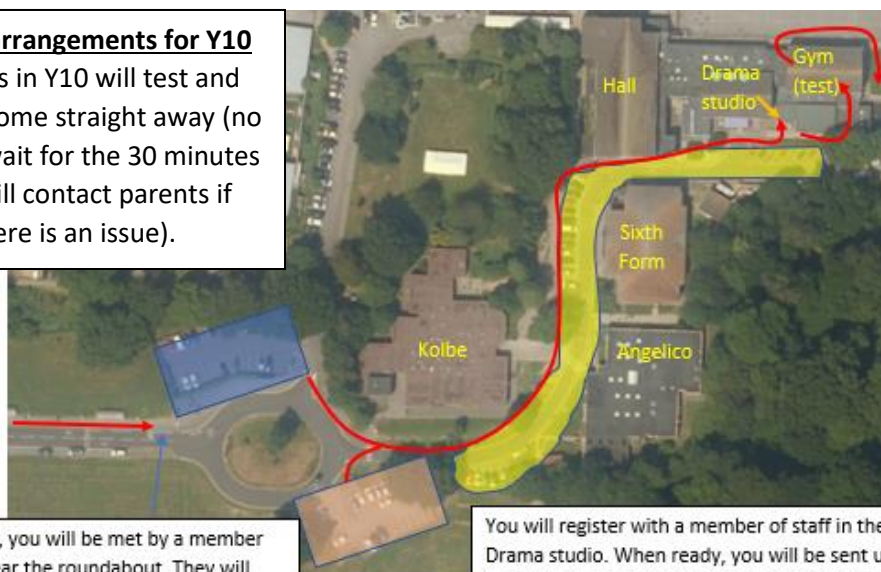 rrangements for Y10
s in Y10 will test and
ome straight away (no
vait for the 30 minutes
ill contact parents if
ere is an issue).
Hall
Drama
studio
Gym
(test)
Sixth
Form
Kolbe
Angelico
, you will be met by a member
ar the roundabout. They will
You will register with a member of staff in the
Drama studio. When ready, you will be sent u